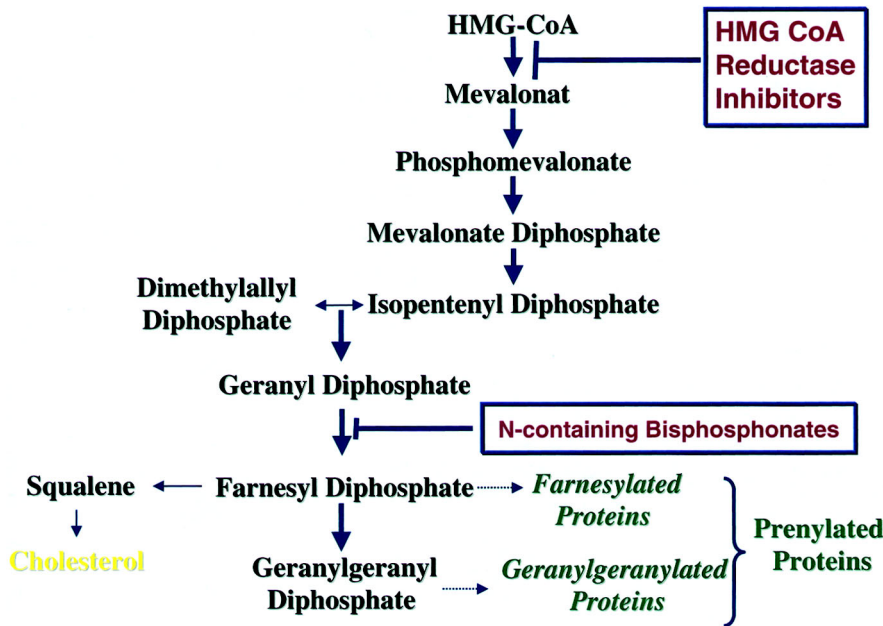 HMG-CoA
HMG CoA
Reductase
Inhibitors
Mevalonat
Phosphomevalonate
Mevalonate Diphosphate
Dimethylallyl
Diphosphate
Isopentenyl Diphosphate
Geranyl Diphosphate
N-containing Bisphosphonates
Squalene
Farnesyl Diphosphate
Farnesylated
Proteins
Prenylated
Proteins
Cholesterol
Geranylgeranyl
Diphosphate
Geranylgeranylated
Proteins